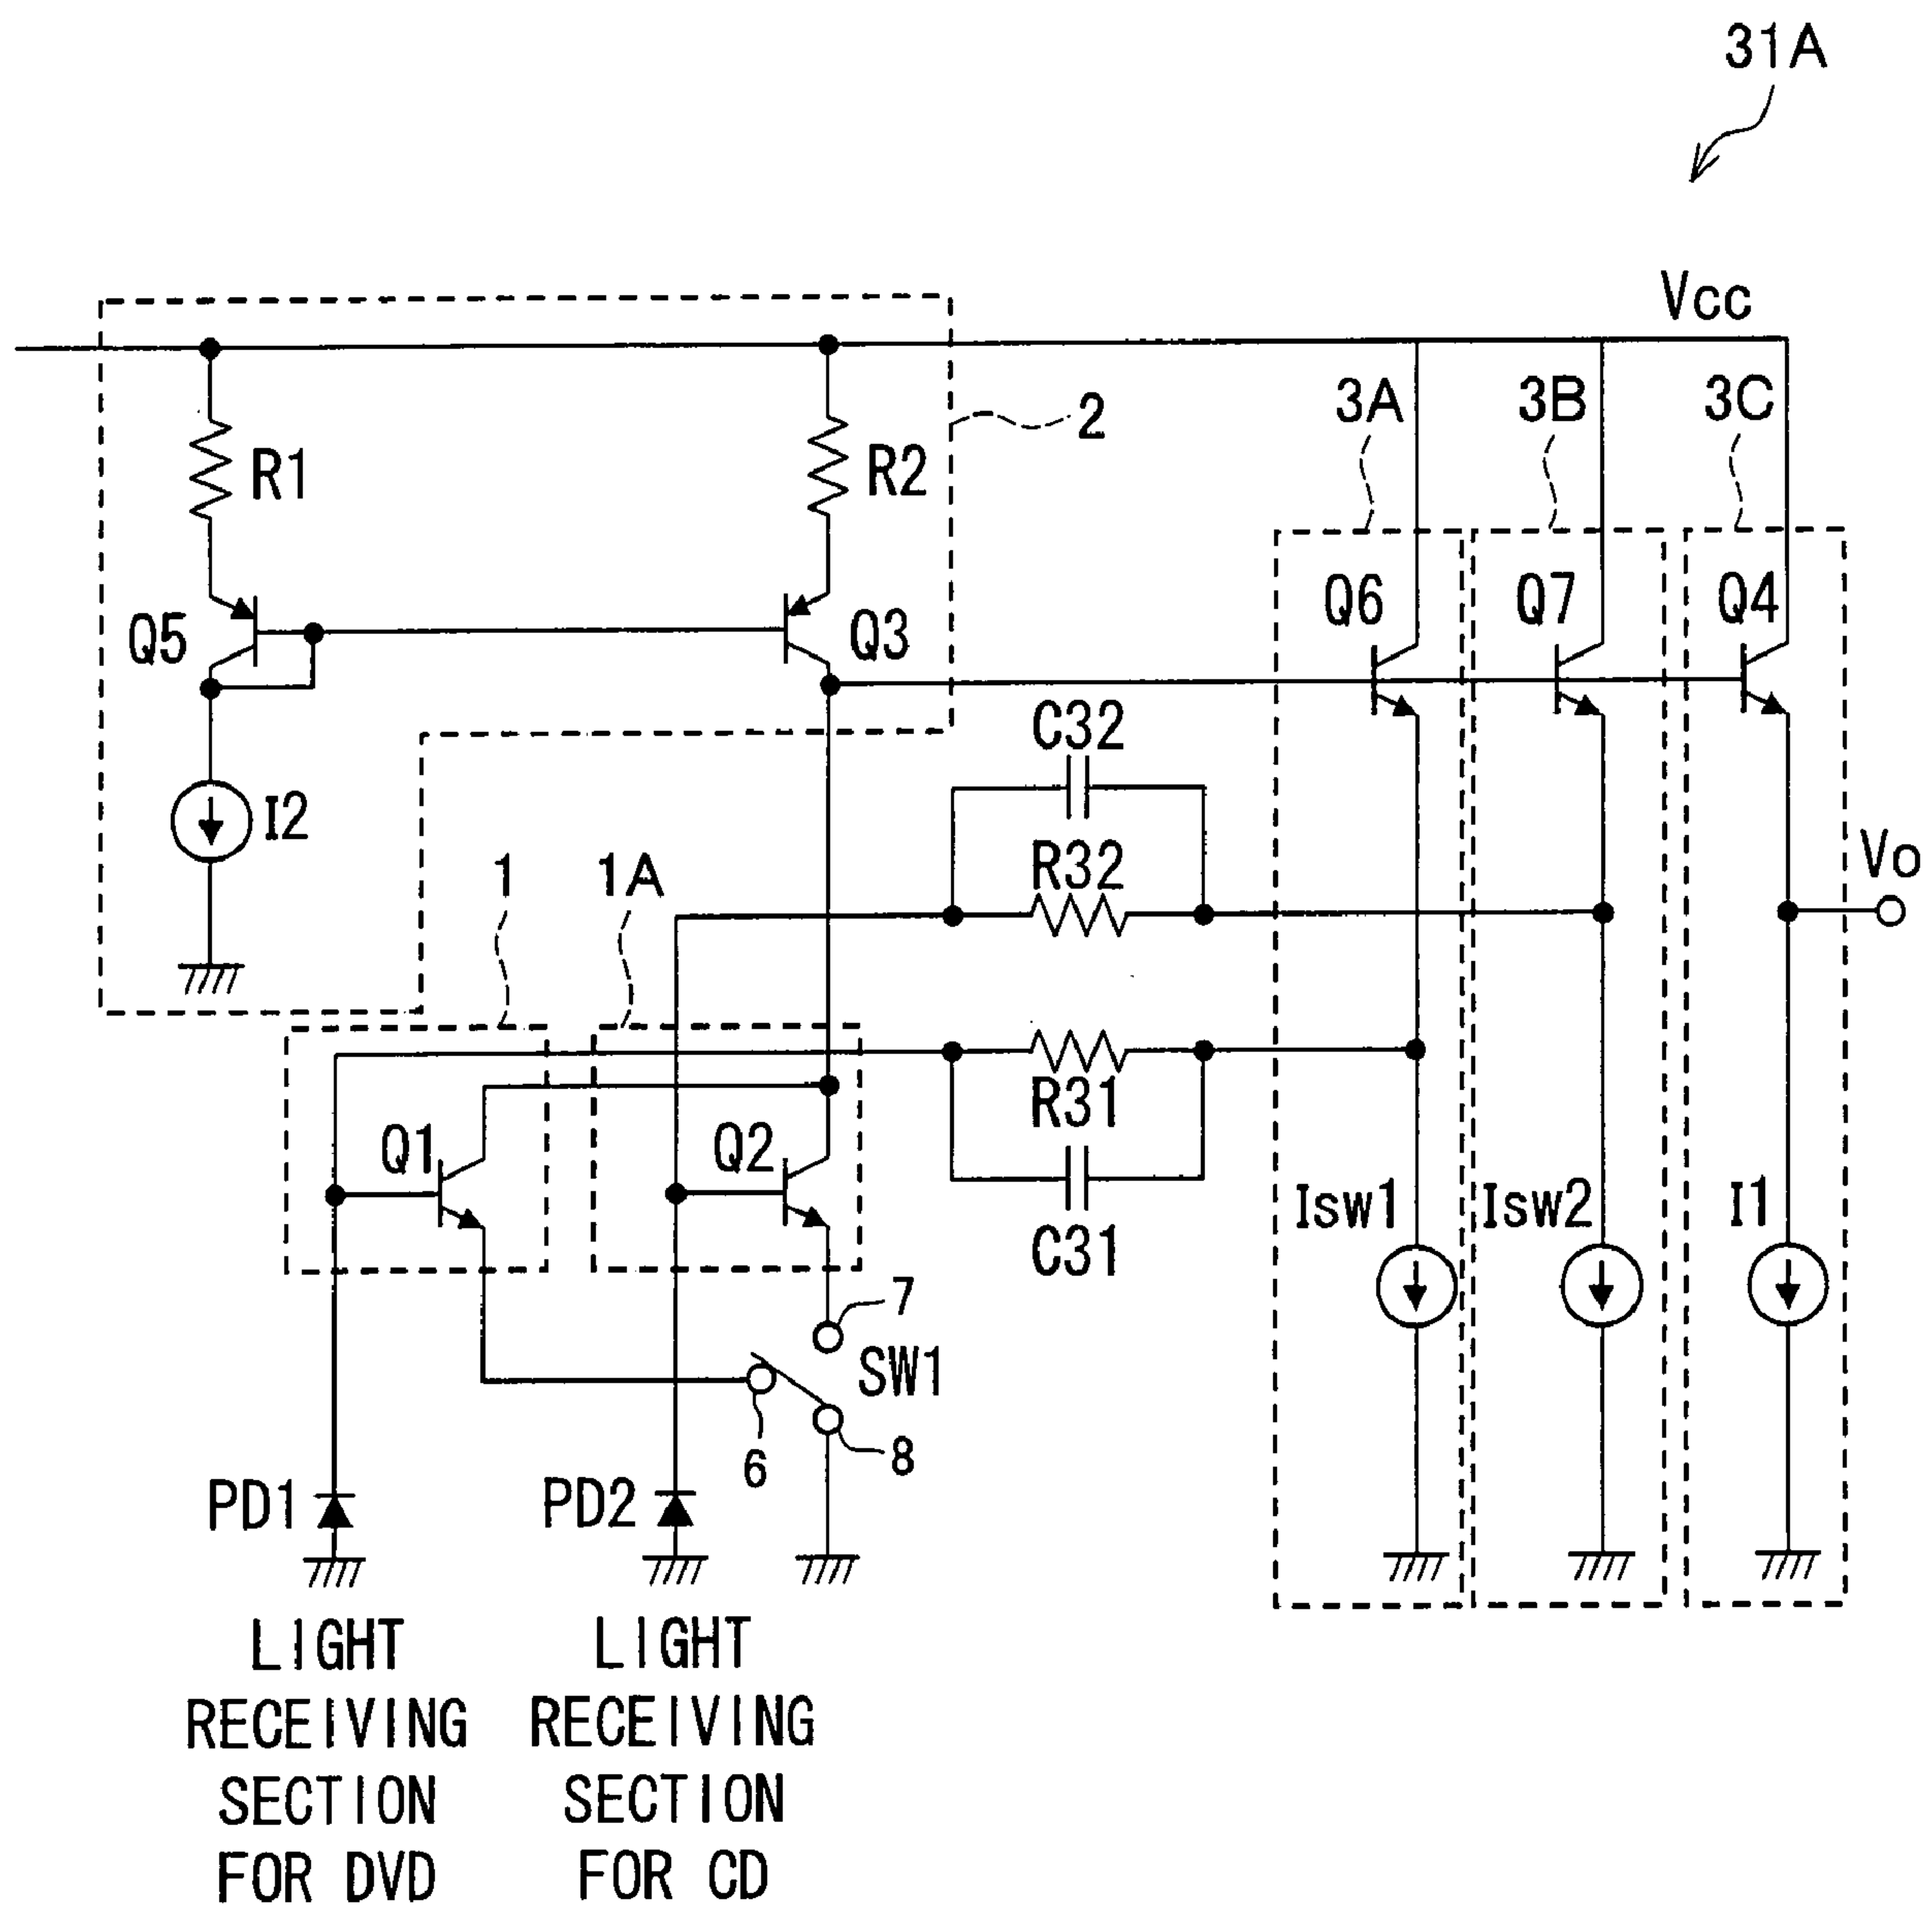 31A
Vcc
3A
3B
3C
2
R1
R2
Q6
Q7
Q4
Q5
Q3
C32
I2
R32
Vo
1
1A
R31
Q1
Q2
Isw1
Isw2
I1
C31
7
SW1
6
8
PD1
PD2
LIGHT
RECEIVING
SECTION
FOR DVD
LIGHT
RECEIVING
SECTION
FOR CD